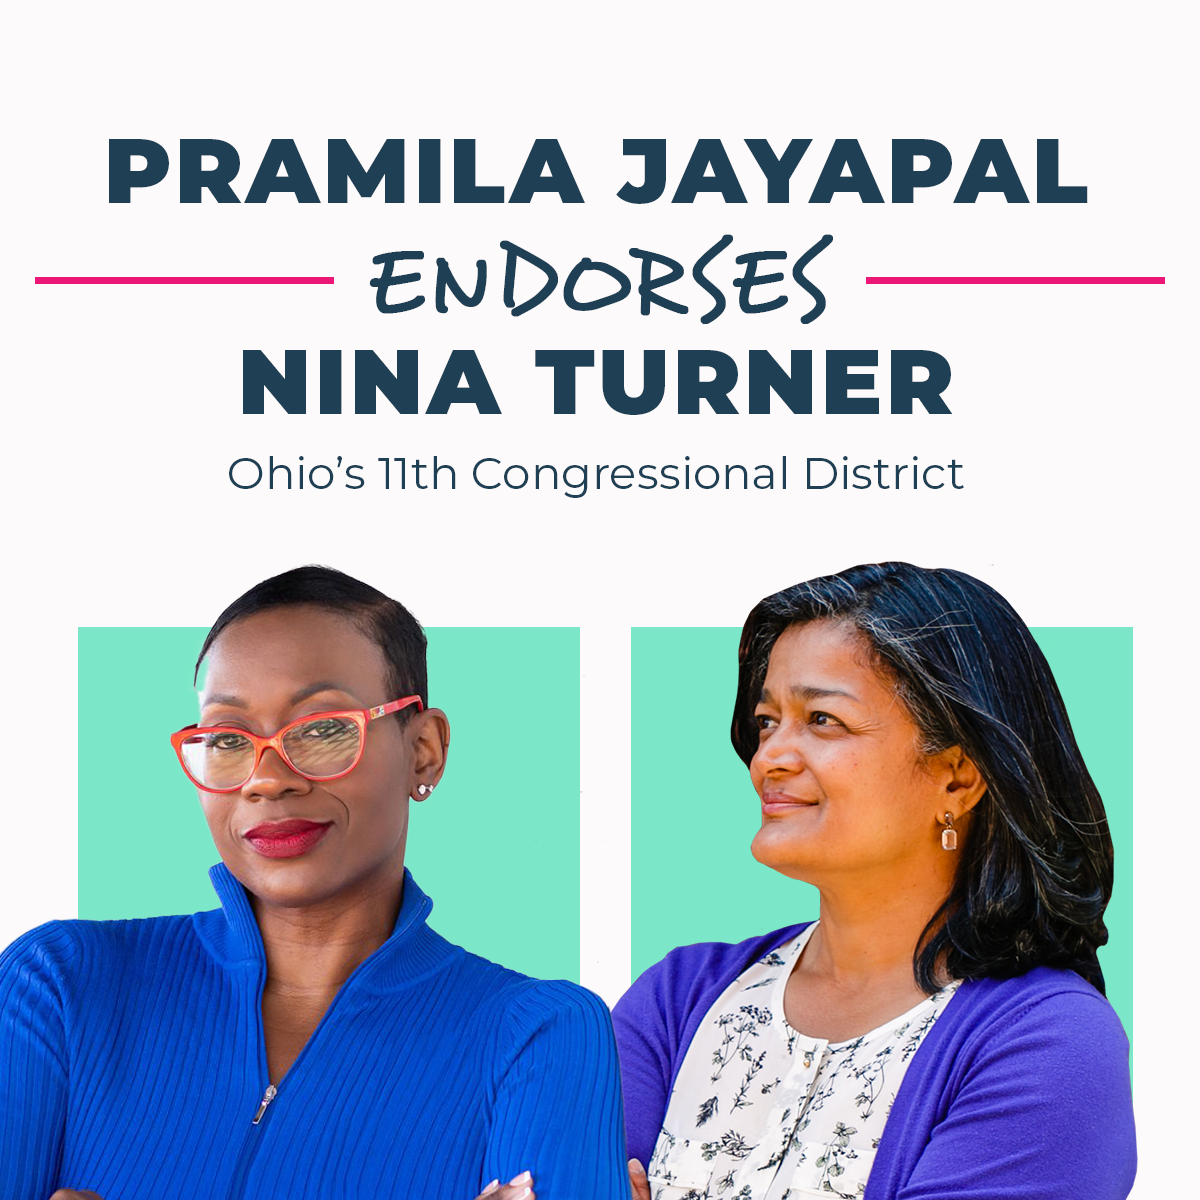 PRAMILA JAYAPAL
ENDORSES
NINA TURNER
Ohio’s 11th Congressional District